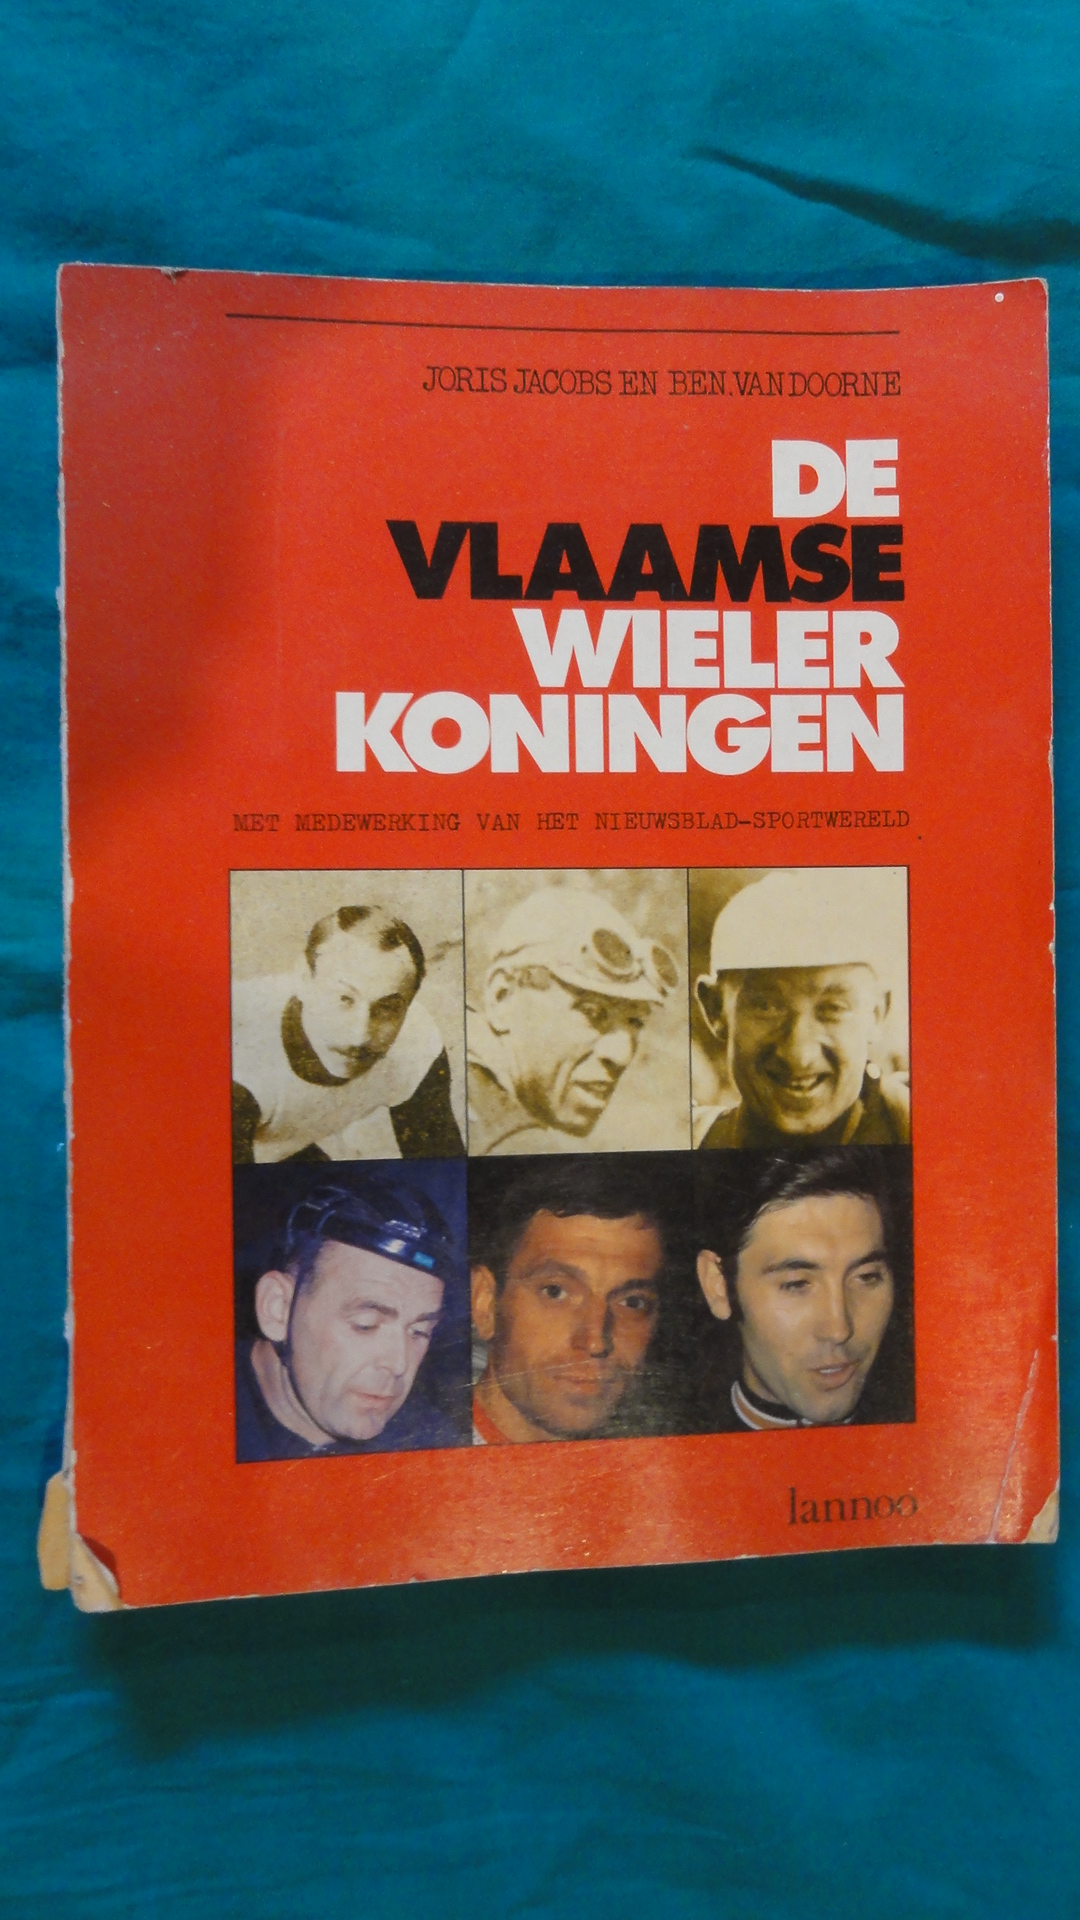 JORIS JACOBS EN BEN. VAN DOORNE
DE
VLAAMSE
WIELER
KONINGEN
MET MEDEWERKING VAN HET NIEUWSBLAD-SPORTWERELD
lannoo